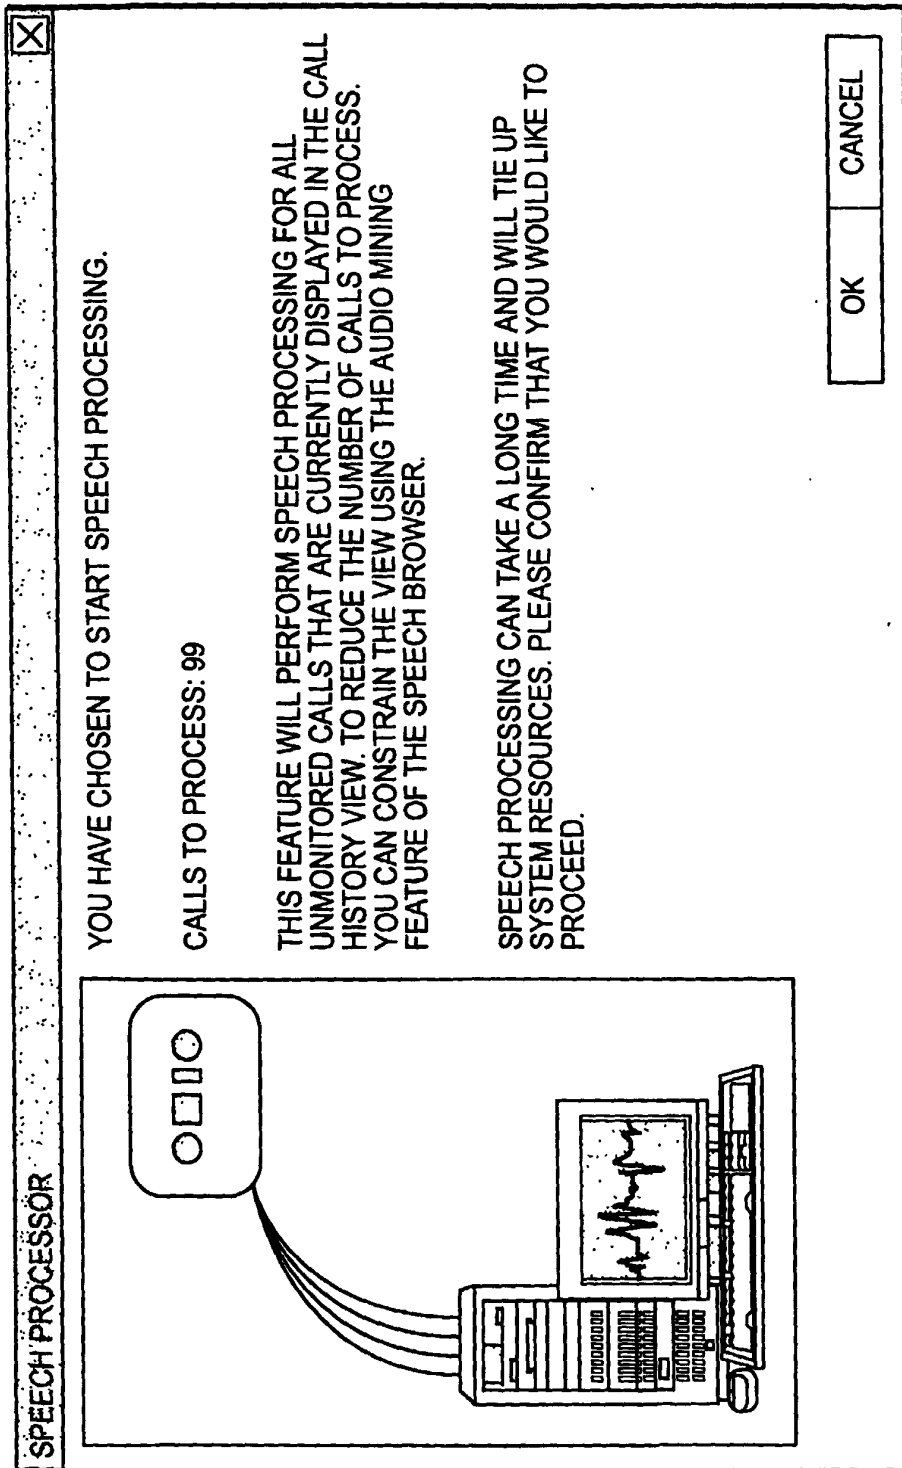 SPEECH PROCESSOR
YOU HAVE CHOSEN TO START SPEECH PROCESSING.
CALLS TO PROCESS: 99
THIS FEATURE WILL PERFORM SPEECH PROCESSING FOR ALL
UNMONITORED CALLS THAT ARE CURRENTLY DISPLAYED IN THE CALL
HISTORY VIEW. TO REDUCE THE NUMBER OF CALLS TO PROCESS.
YOU CAN CONSTRAIN THE VIEW USING THE AUDIO MINING
FEATURE OF THE SPEECH BROWSER.
SPEECH PROCESSING CAN TAKE A LONG TIME AND WILL TIE UP
SYSTEM RESOURCES. PLEASE CONFIRM THAT YOU WOULD LIKE TO
PROCEED.
OK CANCEL